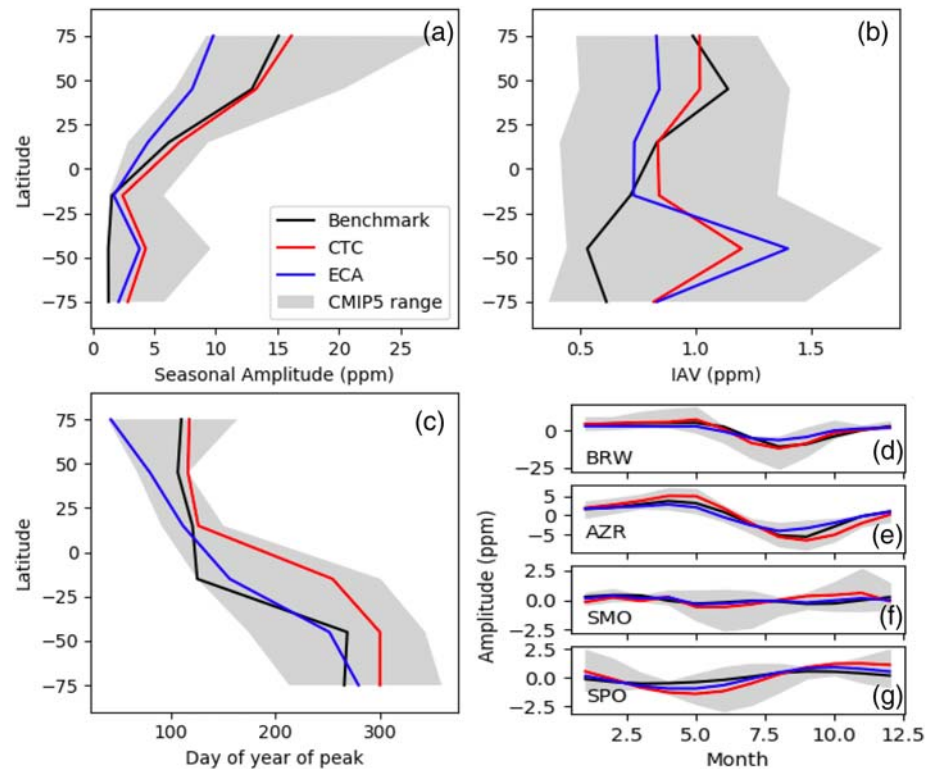 (a)
75
50
25
0
−25
−50
−75
Latitude
Benchmark
CTC
ECA
CMIP5 range
0 5 10 15 20 25
Seasonal Amplitude (ppm)
(b)
75
50
25
0
−25
−50
−75
0.5 1.0 1.5
IAV (ppm)
(c)
75
50
25
0
−25
−50
−75
Latitude
100 200 300
Day of year of peak
Amplitude (ppm)
0
−25
BRW
(d)
5
0
−5
AZR
(e)
2.5
0.0
−2.5
SMO
(f)
2.5
0.0
−2.5
SPO
(g)
2.5 5.0 7.5 10.0 12.5
Month